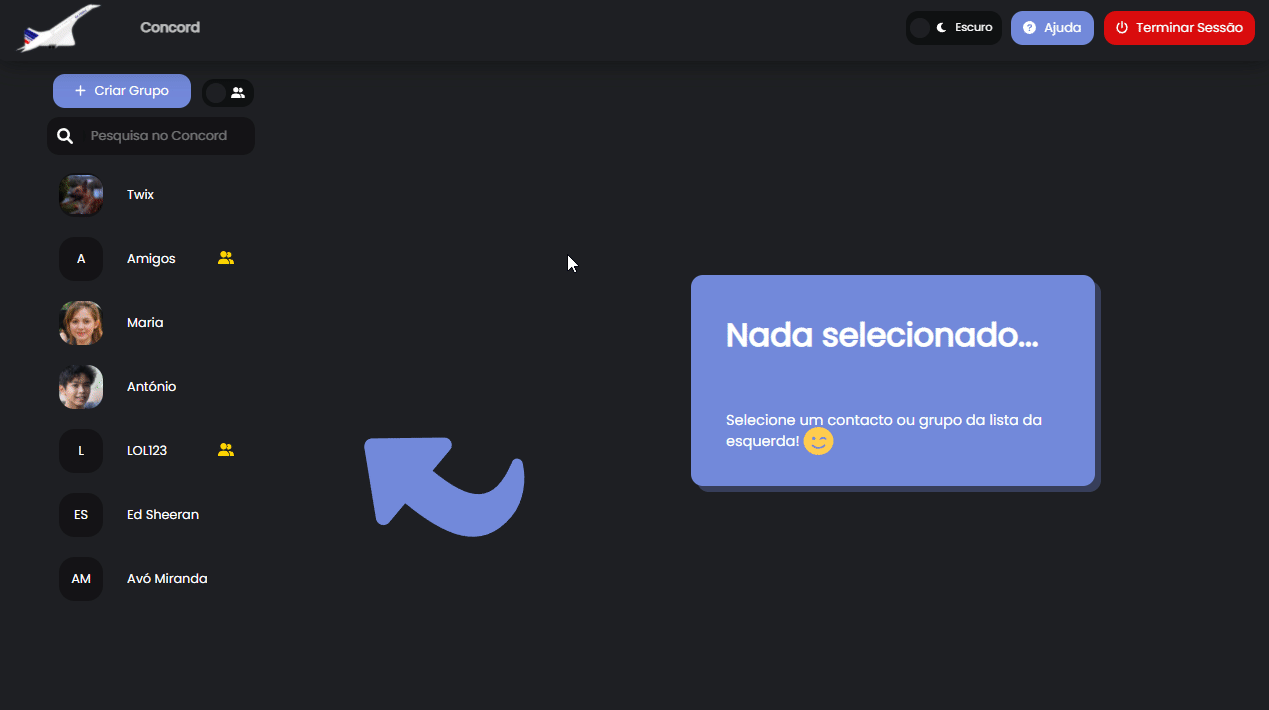 Concord
Escuro
Ajuda
Terminar Sessão
Criar Grupo
Pesquisa no Concord
Twix
A
Amigos
Maria
António
L
LOL123
ES
Ed Sheeran
AM
Avó Miranda
Nada selecionado...
Selecione um contacto ou grupo da lista da
esquerda!